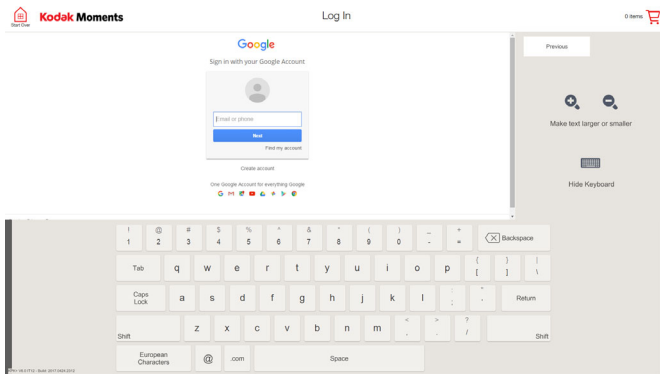 Start Over
Kodak Moments
Log In
0 items
Google
Sign in with your Google Account
Email or phone
Next
Find my account
Create account
One Google Account for everything Google
Previous
Make text larger or smaller
Hide Keyboard
! @ # $ % ^ & * ( ) _ +
1 2 3 4 5 6 7 8 9 0 - = Backspace
Tab q w e r t y u i o p { [ } ] | \
Caps Lock a s d f g h j k l : ; " ' Return
Shift z x c v b n m < , > . ? / Shift
European Characters @ .com Space